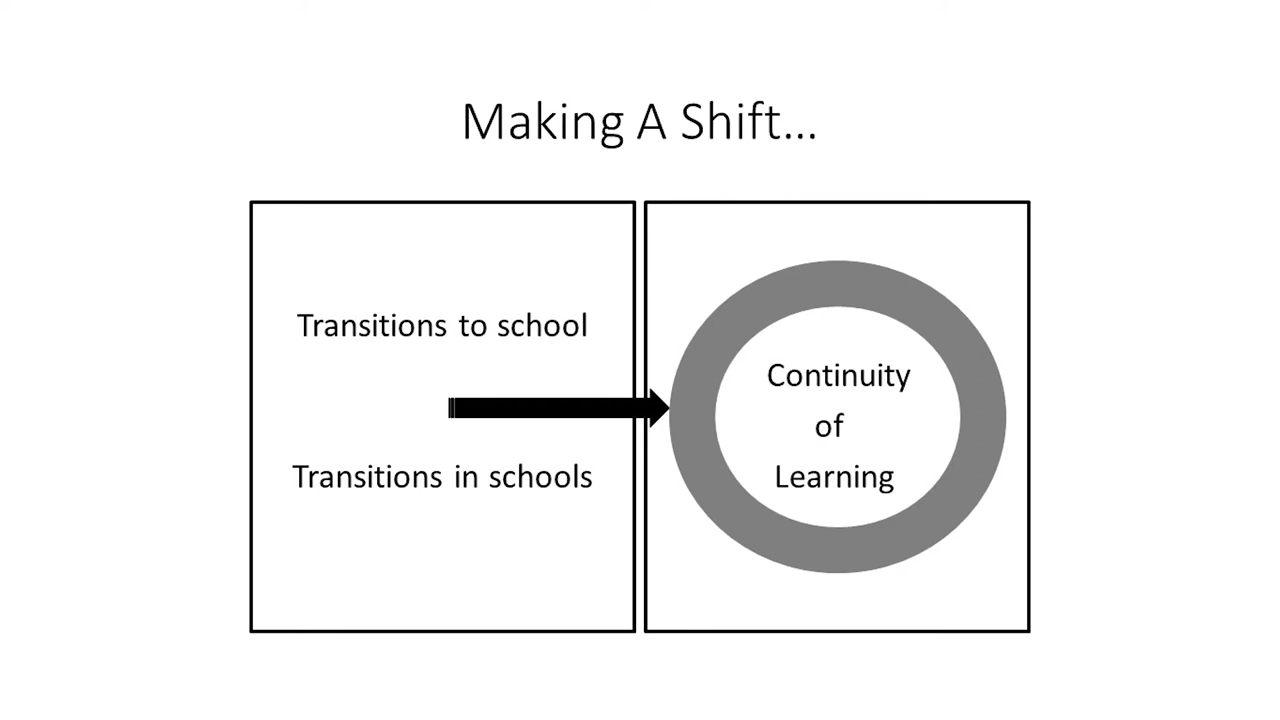 Making A Shift...
Transitions to school
Transitions in schools
Continuity
of
Learning